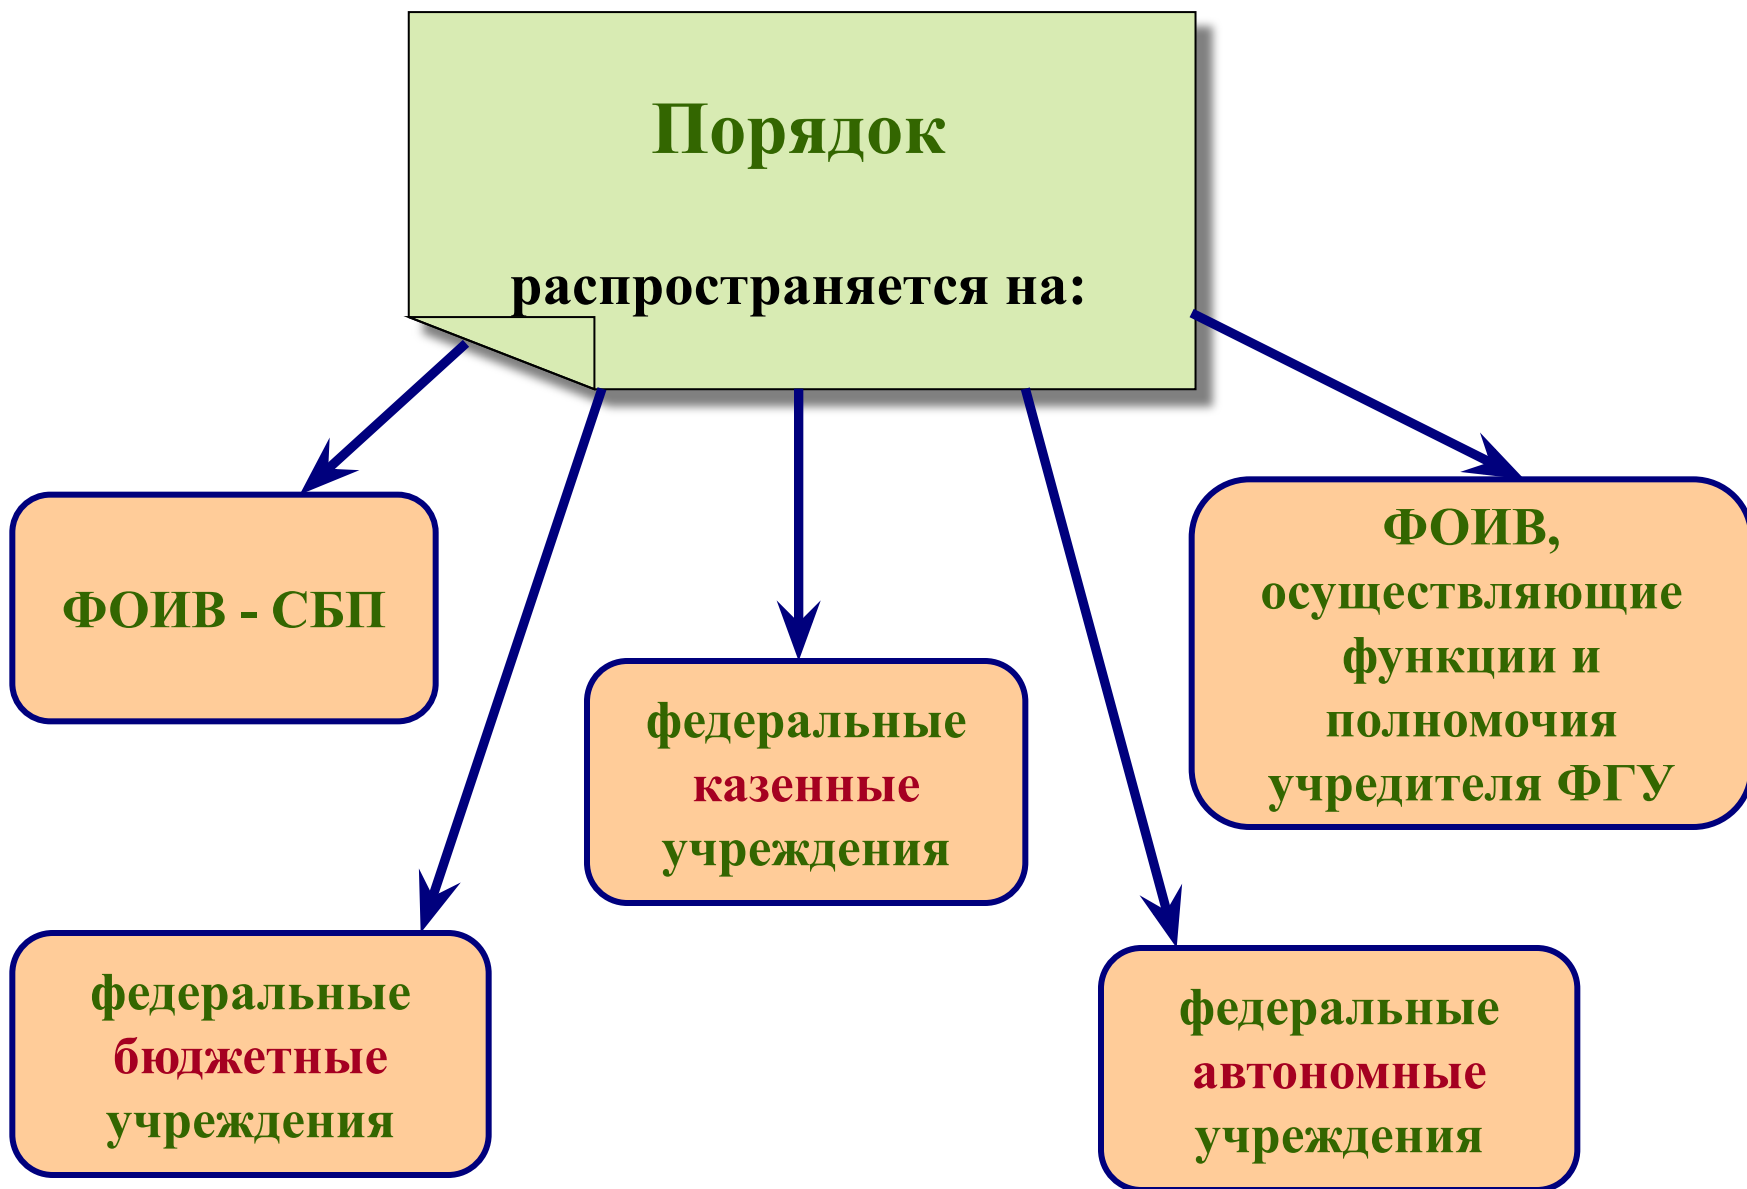 Порядок
распространяется на:
ФОИВ - СБП
ФОИВ,
осуществляющие
функции и
полномочия
учредителя ФГУ
федеральные
казенные
учреждения
федеральные
бюджетные
учреждения
федеральные
автономные
учреждения